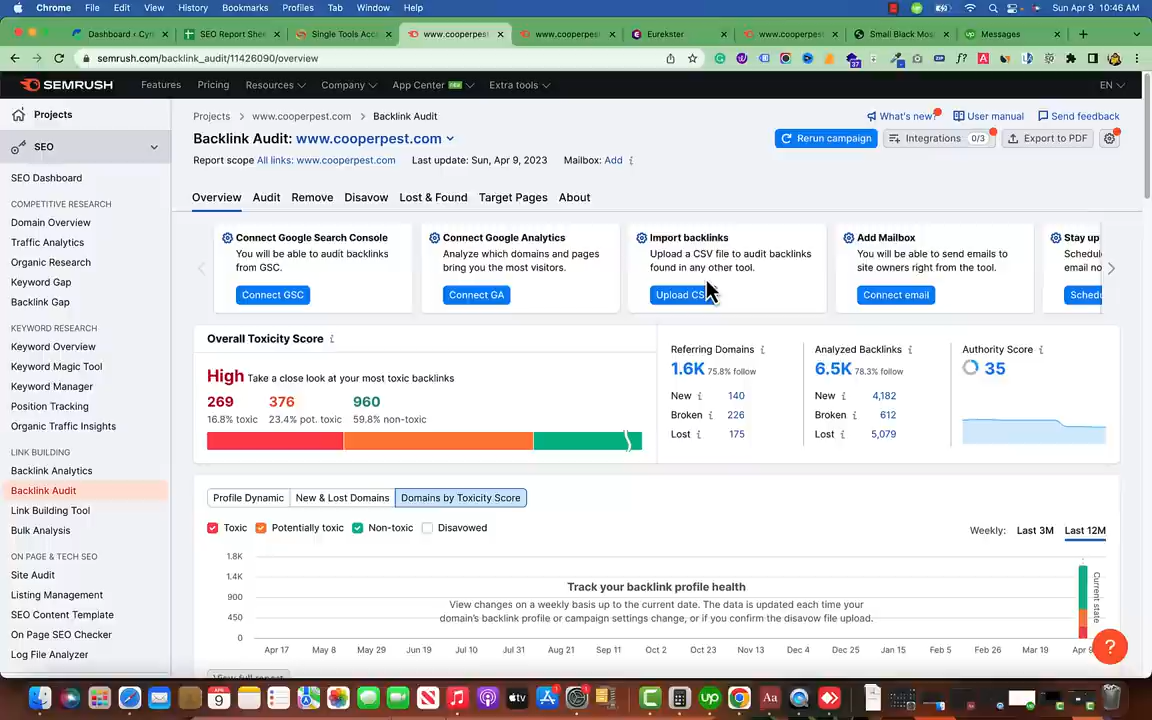 Chrome File Edit View History Bookmarks Profiles Tab Window Help Sun Apr 9 10:46 AM
Dashboard ‹ Cyn SEO Report Shee Single Tools Acce www.cooperpest www.cooperpest Eurekster www.cooperpest Small Black Mos Messages
semrush.com/backlink_audit/11426090/overview
SEMRUSH Features Pricing Resources Company App Center NEW Extra tools EN
Projects
SEO
SEO Dashboard
COMPETITIVE RESEARCH
Domain Overview
Traffic Analytics
Organic Research
Keyword Gap
Backlink Gap
KEYWORD RESEARCH
Keyword Overview
Keyword Magic Tool
Keyword Manager
Position Tracking
Organic Traffic Insights
LINK BUILDING
Backlink Analytics
Backlink Audit
Link Building Tool
Bulk Analysis
ON PAGE & TECH SEO
Site Audit
Listing Management
SEO Content Template
On Page SEO Checker
Log File Analyzer
Projects www.cooperpest.com Backlink Audit
What's new? User manual Send feedback
Backlink Audit: www.cooperpest.com
Rerun campaign Integrations 0/3 Export to PDF
Report scope All links: www.cooperpest.com Last update: Sun, Apr 9, 2023 Mailbox: Add
Overview Audit Remove Disavow Lost & Found Target Pages About
Connect Google Search Console
You will be able to audit backlinks
from GSC.
Connect GSC
Connect Google Analytics
Analyze which domains and pages
bring you the most visitors.
Connect GA
Import backlinks
Upload a CSV file to audit backlinks
found in any other tool.
Upload CS
Add Mailbox
You will be able to send emails to
site owners right from the tool.
Connect email
Stay up
Schedul
email no
Schedu
Overall Toxicity Score
High Take a close look at your most toxic backlinks
269 376 960
16.8% toxic 23.4% pot. toxic 59.8% non-toxic
Referring Domains
1.6K 75.8% follow
New 140
Broken 226
Lost 175
Analyzed Backlinks
6.5K 78.3% follow
New 4,182
Broken 612
Lost 5,079
Authority Score
35
Profile Dynamic New & Lost Domains Domains by Toxicity Score
Toxic Potentially toxic Non-toxic Disavowed
Weekly: Last 3M Last 12M
1.8K
1.4K
900
450
0
Track your backlink profile health
View changes on a weekly basis up to the current date. The data is updated each time your
domain's backlink profile or campaign settings change, or if you confirm the disavow file upload.
Current state
Apr 17 May 8 May 29 Jun 19 Jul 10 Jul 31 Aug 21 Sep 11 Oct 2 Oct 23 Nov 13 Dec 4 Dec 25 Jan 15 Feb 5 Feb 26 Mar 19 Apr 9
View full report
?